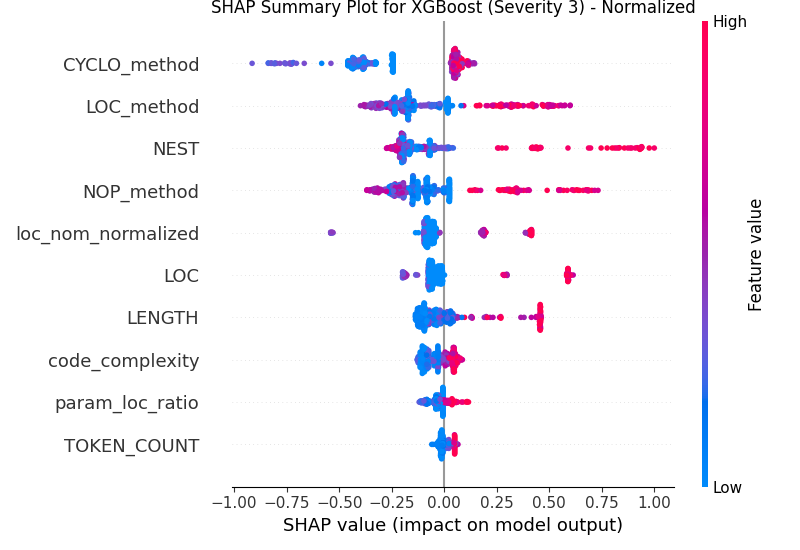 SHAP Summary Plot for XGBoost (Severity 3) - Normalized
High
CYCLO_method
LOC_method
NEST
NOP_method
loc_nom_normalized
LOC
LENGTH
code_complexity
param_loc_ratio
TOKEN_COUNT
Feature value
Low
−1.00 −0.75 −0.50 −0.25 0.00 0.25 0.50 0.75 1.00
SHAP value (impact on model output)